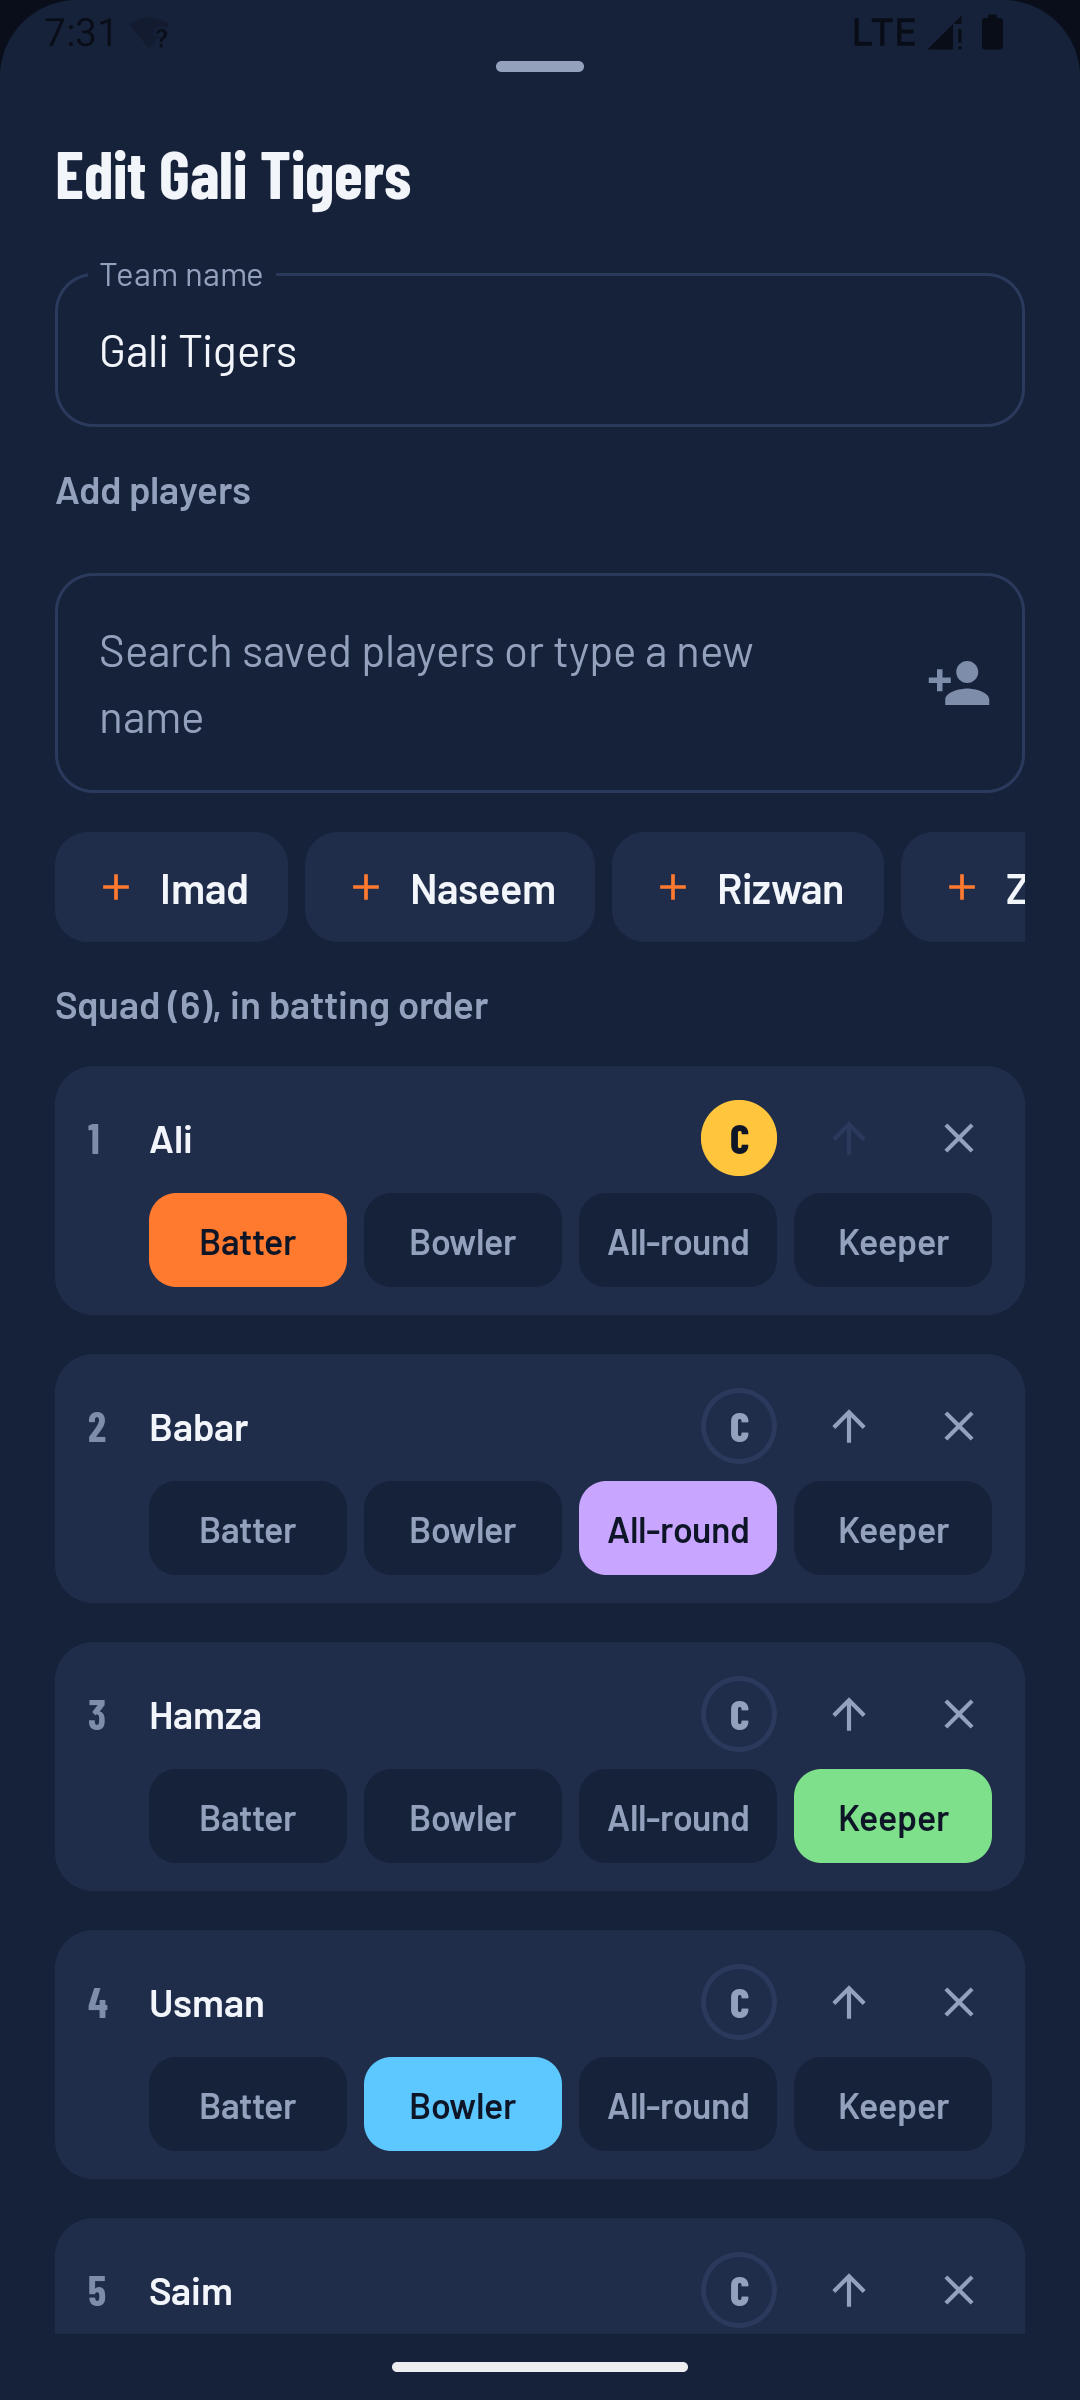 7:31
LTE
Edit Gali Tigers
Team name
Gali Tigers
Add players
Search saved players or type a new
name
+ Imad + Naseem + Rizwan + Z
Squad (6), in batting order
1 Ali C
Batter Bowler All-round Keeper
2 Babar C
Batter Bowler All-round Keeper
3 Hamza C
Batter Bowler All-round Keeper
4 Usman C
Batter Bowler All-round Keeper
5 Saim C